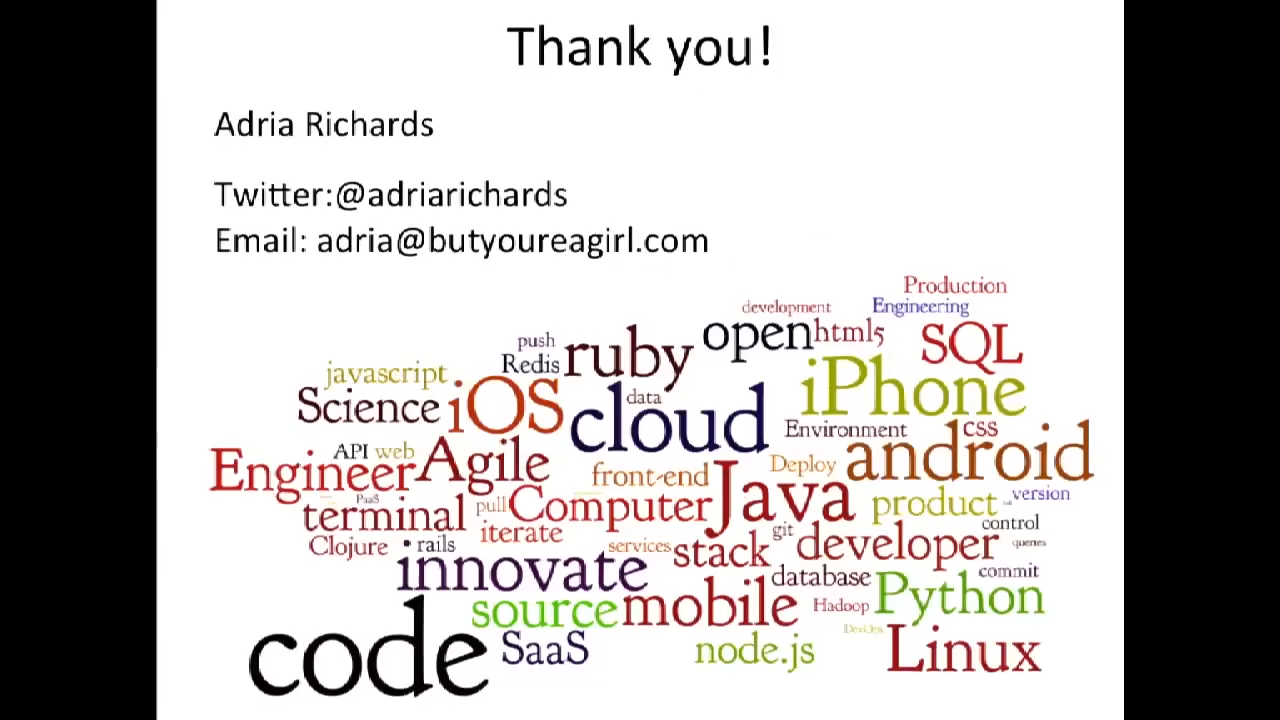 Thank you!
Adria Richards
Twitter:@adriarichards
Email: adria@butyoureagirl.com
Production
development Engineering
push ruby open html5 SQL
javascript Redis iPhone
Science iOS data cloud
Environment css
API web Agile android
Engineer front-end Deploy
PaaS Java version
terminal pull Computer product
control
Clojure rails iterate git
services stack developer queries
innovate database commit
source mobile Hadoop Python
DevOps
code SaaS node.js Linux